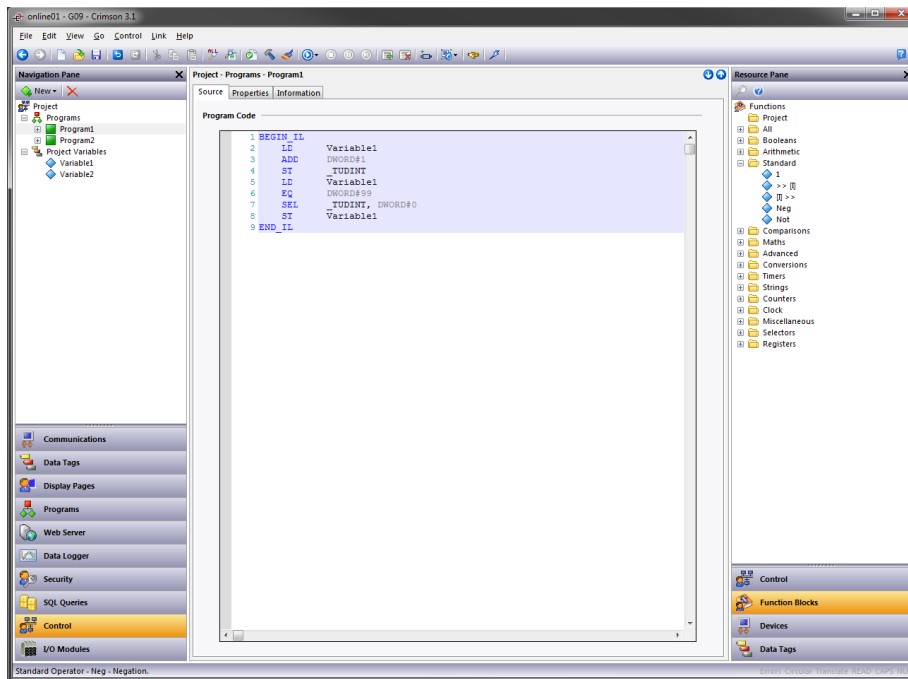 online01 - G09 - Crimson 3.1
File Edit View Go Control Link Help
Navigation Pane
New
Project
Programs
Program1
Program2
Project Variables
Variable1
Variable2
Communications
Data Tags
Display Pages
Programs
Web Server
Data Logger
Security
SQL Queries
Control
I/O Modules
Project - Programs - Program1
Source Properties Information
Program Code
1 BEGIN_IL
2 LD Variable1
3 ADD DWORD#1
4 ST _TUDINT
5 LD Variable1
6 EQ DWORD#99
7 SEL _TUDINT, DWORD#0
8 ST Variable1
9 END_IL
Resource Pane
Functions
Project
All
Booleans
Arithmetic
Standard
1
>> [I]
[I] >>
Neg
Not
Comparisons
Maths
Advanced
Conversions
Timers
Strings
Counters
Clock
Miscellaneous
Selectors
Registers
Control
Function Blocks
Devices
Data Tags
Standard Operator - Neg - Negation.
Errors Circular Translate READ CAPS